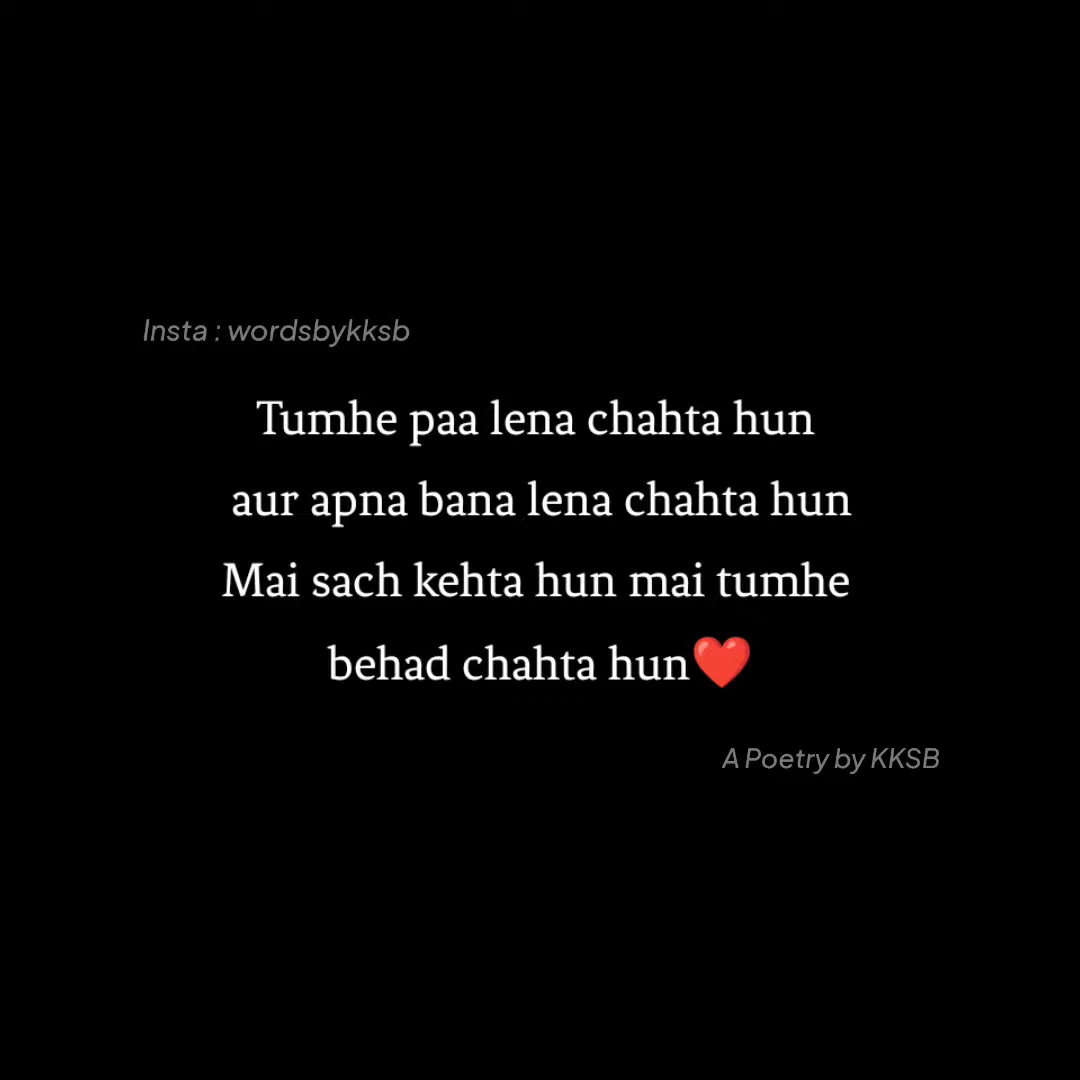 Insta : wordsbykksb
Tumhe paa lena chahta hun
aur apna bana lena chahta hun
Mai sach kehta hun mai tumhe
behad chahta hun❤️
A Poetry by KKSB